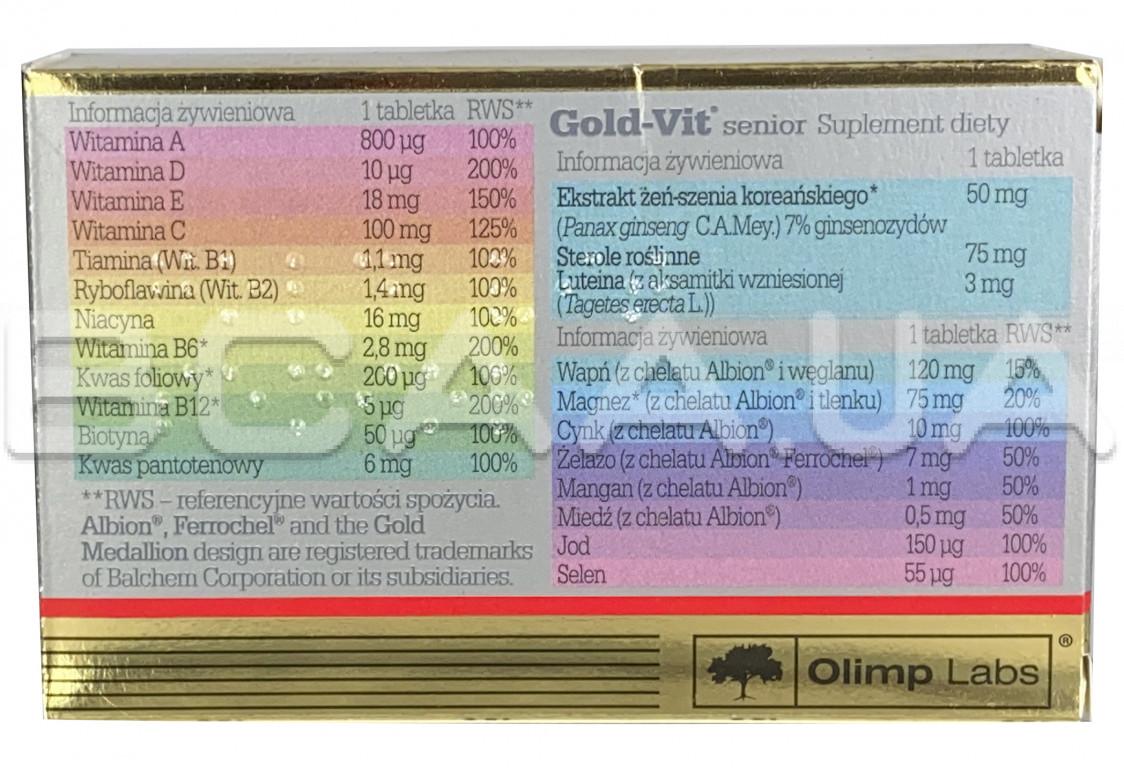 Informacja żywieniowa 1 tabletka RWS**
Witamina A 800 µg 100%
Witamina D 10 µg 200%
Witamina E 18 mg 150%
Witamina C 100 mg 125%
Tiamina (Wit. B1) 1,1 mg 100%
Ryboflawina (Wit. B2) 1,4 mg 100%
Niacyna 16 mg 100%
Witamina B6* 2,8 mg 200%
Kwas foliowy* 200 µg 100%
Witamina B12* 5 µg 200%
Biotyna 50 µg 100%
Kwas pantotenowy 6 mg 100%
**RWS – referencyjne wartości spożycia.
Albion®, Ferrochel® and the Gold
Medallion design are registered trademarks
of Balchem Corporation or its subsidiaries.
Gold-Vit® senior Suplement diety
Informacja żywieniowa 1 tabletka
Ekstrakt żeń-szenia koreańskiego* 50 mg
(Panax ginseng C.A.Mey.) 7% ginsenozydów
Sterole roślinne 75 mg
Luteina (z aksamitki wzniesionej 3 mg
(Tagetes erecta L.))
Informacja żywieniowa 1 tabletka RWS**
Wapń (z chelatu Albion® i węglanu) 120 mg 15%
Magnez* (z chelatu Albion® i tlenku) 75 mg 20%
Cynk (z chelatu Albion®) 10 mg 100%
Żelazo (z chelatu Albion® Ferrochel®) 7 mg 50%
Mangan (z chelatu Albion®) 1 mg 50%
Miedź (z chelatu Albion®) 0,5 mg 50%
Jod 150 µg 100%
Selen 55 µg 100%
Olimp Labs®
BCAA.UA